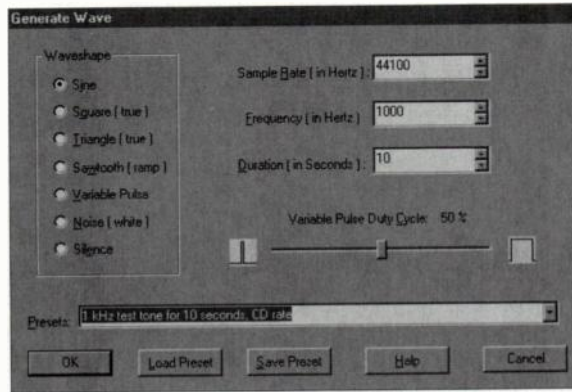 Generate Wave
Waveshape
Sine
Square ( true )
Triangle ( true )
Sawtooth ( ramp )
Variable Pulse
Noise ( white )
Silence
Sample Rate ( in Hertz ) :
44100
Frequency ( in Hertz )
1000
Duration ( in Seconds ) :
10
Variable Pulse Duty Cycle: 50 %
Presets:
1 kHz test tone for 10 seconds, CD rate
OK
Load Preset
Save Preset
Help
Cancel